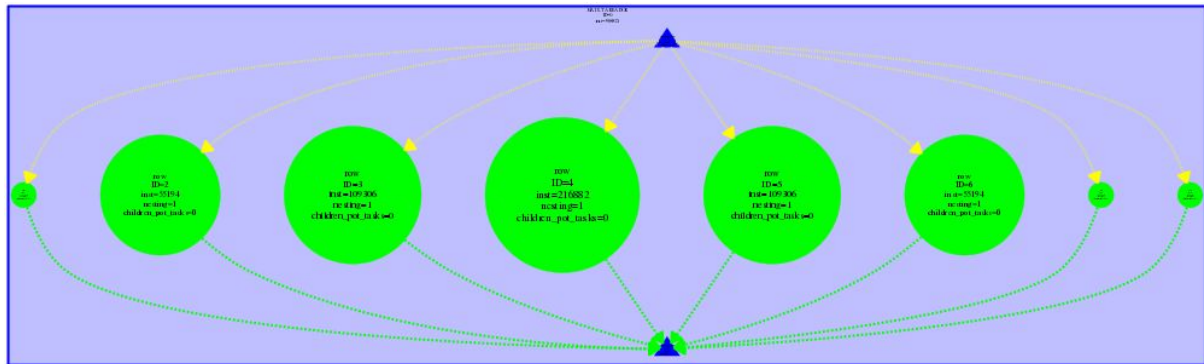 row
ID=2
inst=55194
nesting=1
children_pot_tasks=0
row
ID=3
inst=109306
nesting=1
children_pot_tasks=0
row
ID=4
inst=216882
nesting=1
children_pot_tasks=0
row
ID=5
inst=109306
nesting=1
children_pot_tasks=0
row
ID=6
inst=55194
nesting=1
children_pot_tasks=0